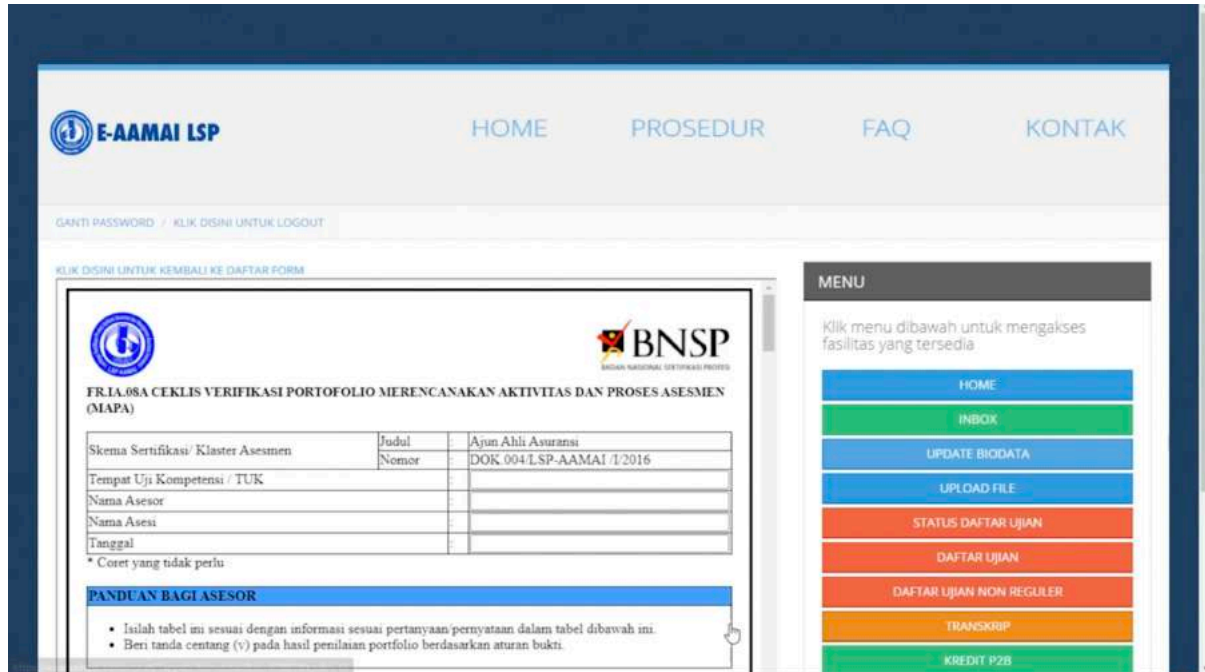 E-AAMAI LSP
HOME PROSEDUR FAQ KONTAK
GANTI PASSWORD / KLIK DISINI UNTUK LOGOUT
KLIK DISINI UNTUK KEMBALI KE DAFTAR FORM
BNSP
BADAN NASIONAL SERTIFIKASI PROFESI
FR.IA.08A CEKLIS VERIFIKASI PORTOFOLIO MERENCANAKAN AKTIVITAS DAN PROSES ASESMEN
(MAPA)
Skema Sertifikasi/ Klaster Asesmen Judul : Ajun Ahli Asuransi
Nomor : DOK.004/LSP-AAMAI /I/2016
Tempat Uji Kompetensi / TUK :
Nama Asesor :
Nama Asesi :
Tanggal :
* Coret yang tidak perlu
PANDUAN BAGI ASESOR
• Isilah tabel ini sesuai dengan informasi sesuai pertanyaan/pernyataan dalam tabel dibawah ini.
• Beri tanda centang (v) pada hasil penilaian portfolio berdasarkan aturan bukti.
MENU
Klik menu dibawah untuk mengakses
fasilitas yang tersedia
HOME
INBOX
UPDATE BIODATA
UPLOAD FILE
STATUS DAFTAR UJIAN
DAFTAR UJIAN
DAFTAR UJIAN NON REGULER
TRANSKRIP
KREDIT P2B